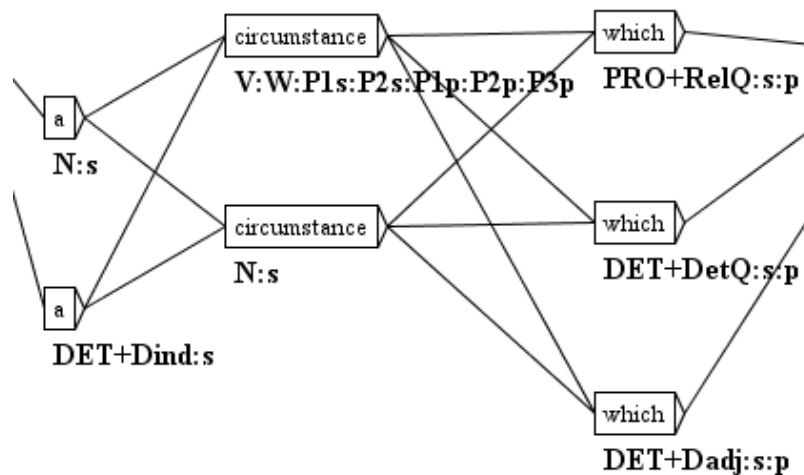 circumstance
which
V:W:P1s:P2s:P1p:P2p:P3p
PRO+RelQ:s:p
a
N:s
circumstance
which
N:s
DET+DetQ:s:p
a
DET+Dind:s
which
DET+Dadj:s:p